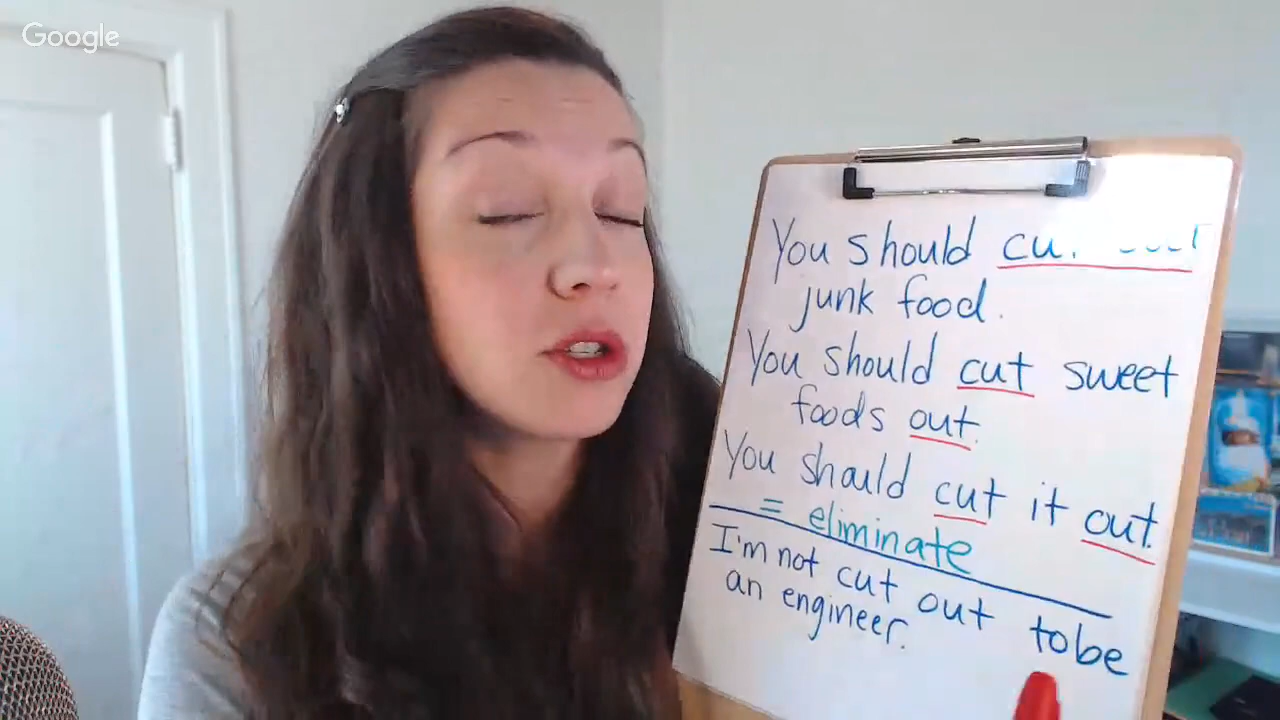 Google
You should
junk food.
You should cut sweet
foods out.
You should cut it out.
= eliminate
I'm not cut out to be
an engineer.